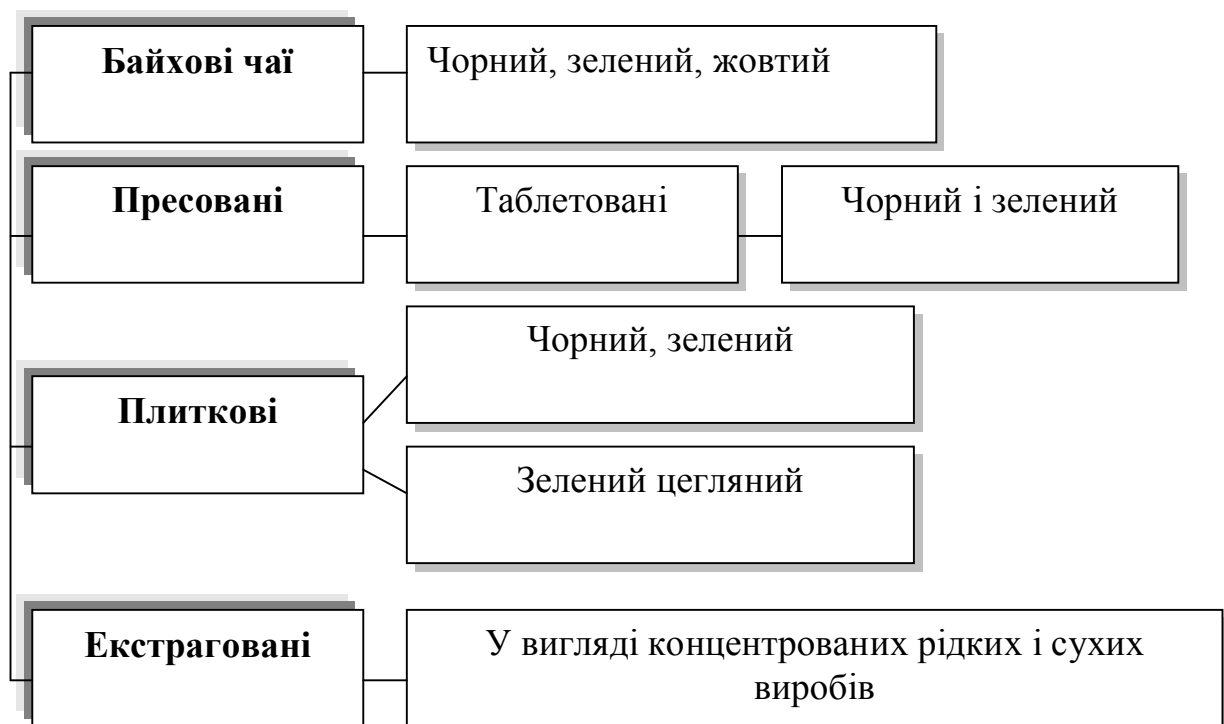 Байхові чаї
Чорний, зелений, жовтий
Пресовані
Таблетовані
Чорний і зелений
Плиткові
Чорний, зелений
Зелений цегляний
Екстраговані
У вигляді концентрованих рідких і сухих
виробів